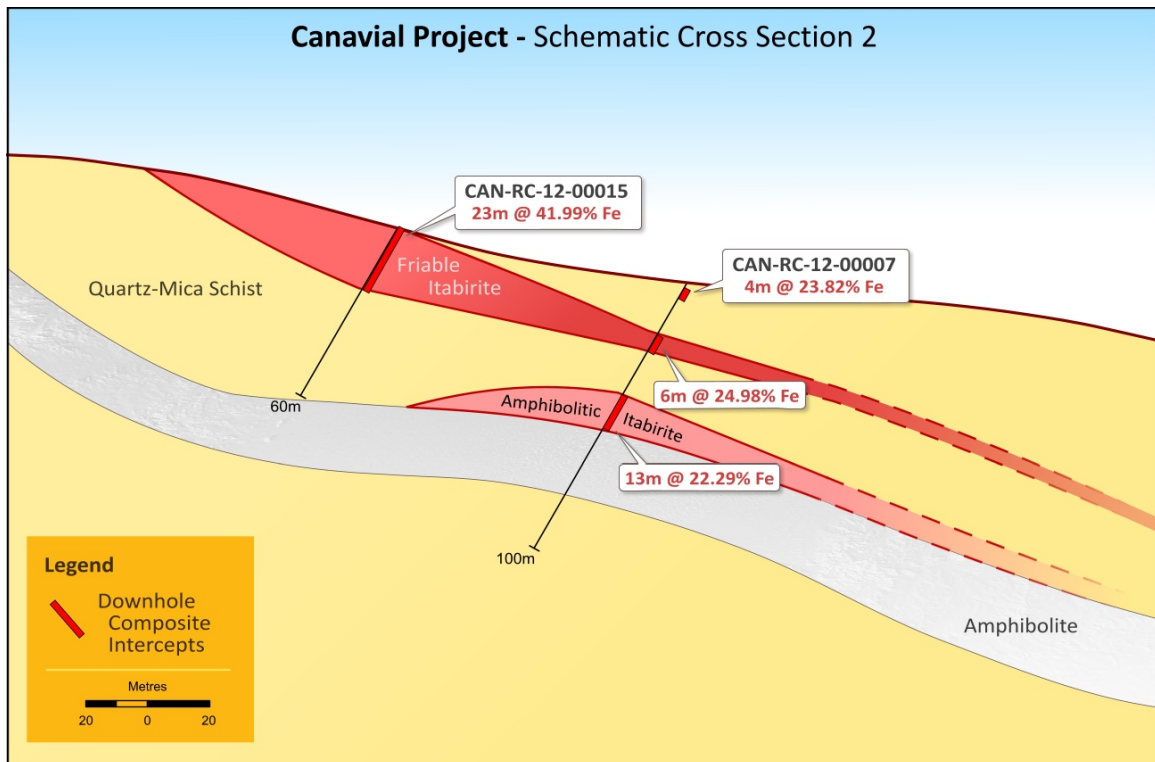 Canavial Project - Schematic Cross Section 2
CAN-RC-12-00015
23m @ 41.99% Fe
CAN-RC-12-00007
4m @ 23.82% Fe
Friable
Itabirite
Quartz-Mica Schist
6m @ 24.98% Fe
60m
Amphibolitic Itabirite
13m @ 22.29% Fe
100m
Amphibolite
Legend
Downhole
Composite
Intercepts
Metres
20 0 20